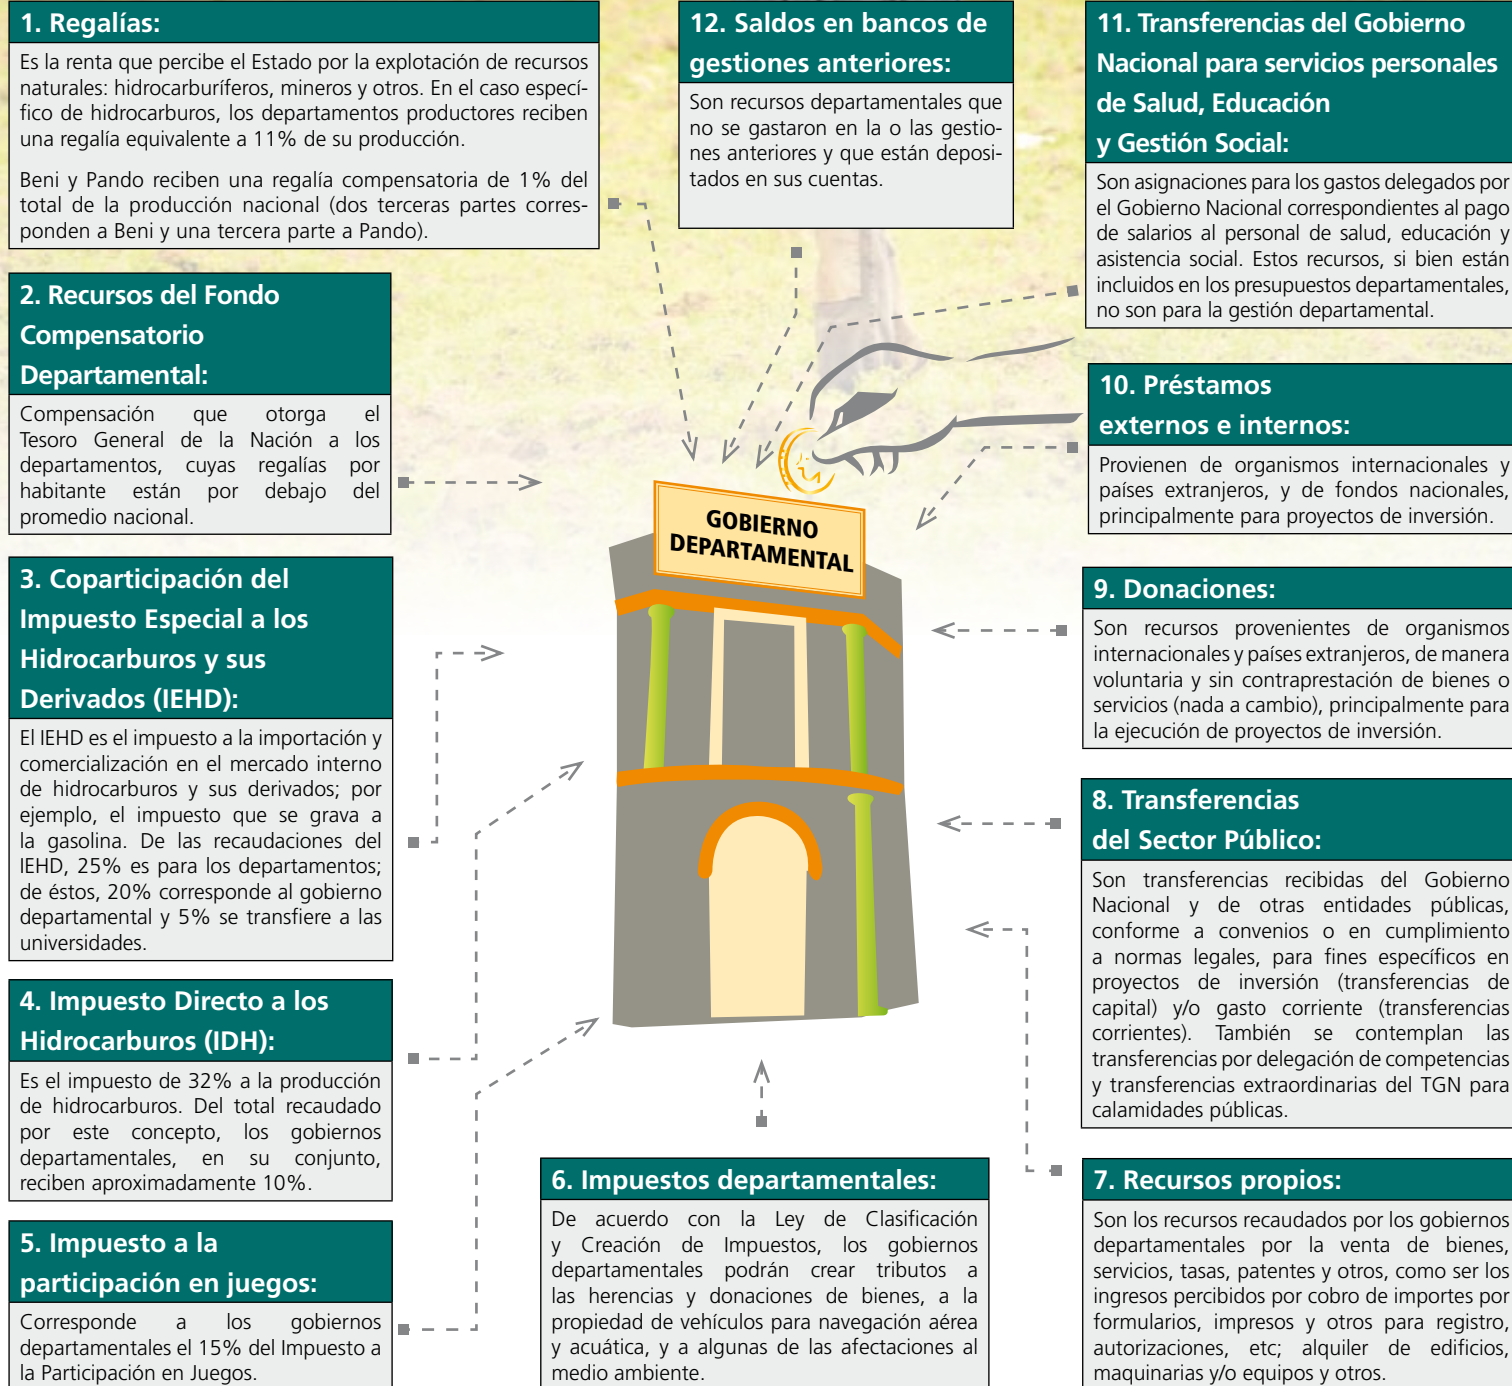 1. Regalías:
Es la renta que percibe el Estado por la explotación de recursos
naturales: hidrocarburíferos, mineros y otros. En el caso especí-
fico de hidrocarburos, los departamentos productores reciben
una regalía equivalente a 11% de su producción.
Beni y Pando reciben una regalía compensatoria de 1% del
total de la producción nacional (dos terceras partes corres-
ponden a Beni y una tercera parte a Pando).
2. Recursos del Fondo
Compensatorio
Departamental:
Compensación que otorga el
Tesoro General de la Nación a los
departamentos, cuyas regalías por
habitante están por debajo del
promedio nacional.
3. Coparticipación del
Impuesto Especial a los
Hidrocarburos y sus
Derivados (IEHD):
El IEHD es el impuesto a la importación y
comercialización en el mercado interno
de hidrocarburos y sus derivados; por
ejemplo, el impuesto que se grava a
la gasolina. De las recaudaciones del
IEHD, 25% es para los departamentos;
de éstos, 20% corresponde al gobierno
departamental y 5% se transfiere a las
universidades.
4. Impuesto Directo a los
Hidrocarburos (IDH):
Es el impuesto de 32% a la producción
de hidrocarburos. Del total recaudado
por este concepto, los gobiernos
departamentales, en su conjunto,
reciben aproximadamente 10%.
5. Impuesto a la
participación en juegos:
Corresponde a los gobiernos
departamentales el 15% del Impuesto a
la Participación en Juegos.
GOBIERNO
DEPARTAMENTAL
6. Impuestos departamentales:
De acuerdo con la Ley de Clasificación
y Creación de Impuestos, los gobiernos
departamentales podrán crear tributos a
las herencias y donaciones de bienes, a la
propiedad de vehículos para navegación aérea
y acuática, y a algunas de las afectaciones al
medio ambiente.
7. Recursos propios:
Son los recursos recaudados por los gobiernos
departamentales por la venta de bienes,
servicios, tasas, patentes y otros, como ser los
ingresos percibidos por cobro de importes por
formularios, impresos y otros para registro,
autorizaciones, etc; alquiler de edificios,
maquinarias y/o equipos y otros.
8. Transferencias
del Sector Público:
Son transferencias recibidas del Gobierno
Nacional y de otras entidades públicas,
conforme a convenios o en cumplimiento
a normas legales, para fines específicos en
proyectos de inversión (transferencias de
capital) y/o gasto corriente (transferencias
corrientes). También se contemplan las
transferencias por delegación de competencias
y transferencias extraordinarias del TGN para
calamidades públicas.
9. Donaciones:
Son recursos provenientes de organismos
internacionales y países extranjeros, de manera
voluntaria y sin contraprestación de bienes o
servicios (nada a cambio), principalmente para
la ejecución de proyectos de inversión.
10. Préstamos
externos e internos:
Provienen de organismos internacionales y
países extranjeros, y de fondos nacionales,
principalmente para proyectos de inversión.
11. Transferencias del Gobierno
Nacional para servicios personales
de Salud, Educación
y Gestión Social:
Son asignaciones para los gastos delegados por
el Gobierno Nacional correspondientes al pago
de salarios al personal de salud, educación y
asistencia social. Estos recursos, si bien están
incluidos en los presupuestos departamentales,
no son para la gestión departamental.
12. Saldos en bancos de
gestiones anteriores:
Son recursos departamentales que
no se gastaron en la o las gestio-
nes anteriores y que están deposi-
tados en sus cuentas.